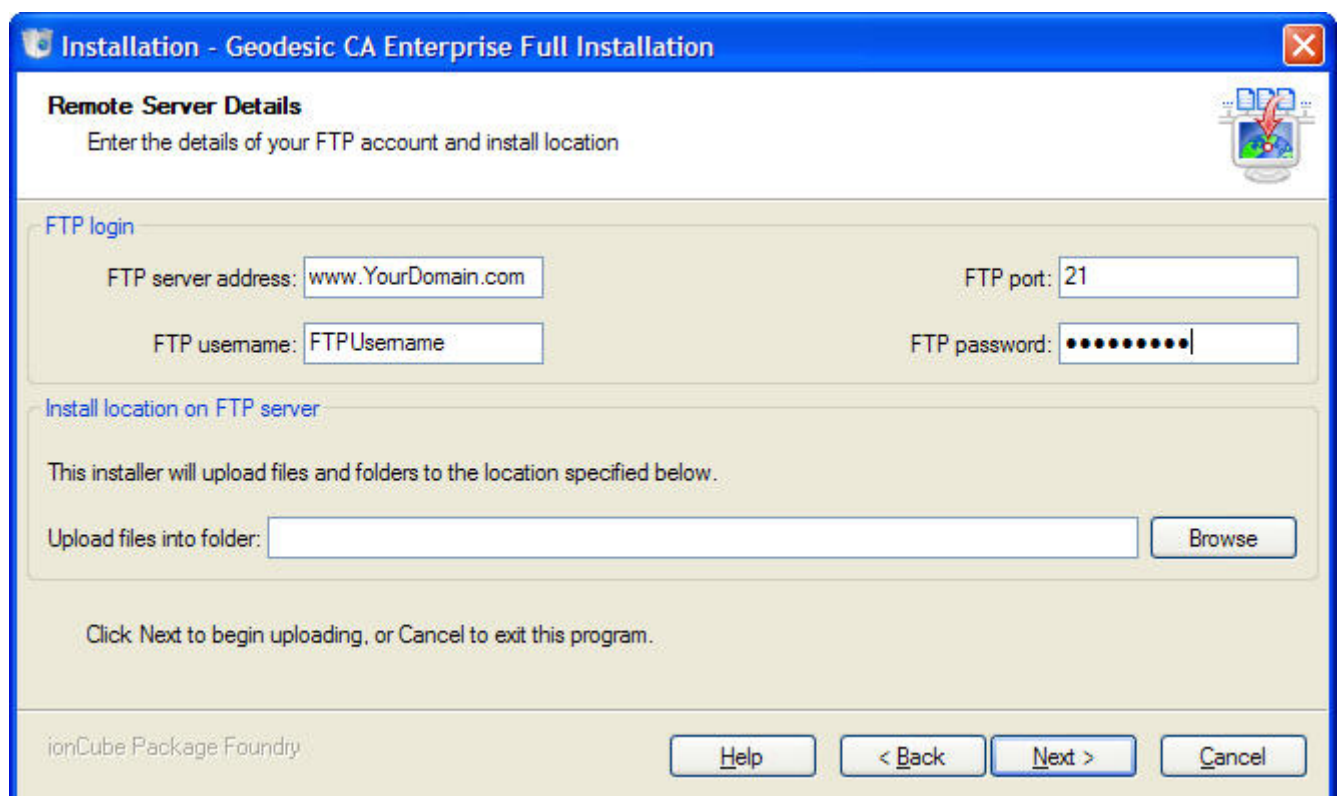 Installation - Geodesic CA Enterprise Full Installation
Remote Server Details
Enter the details of your FTP account and install location
FTP login
FTP server address: www.YourDomain.com FTP port: 21
FTP username: FTPUsername FTP password: ●●●●●●●●●
Install location on FTP server
This installer will upload files and folders to the location specified below.
Upload files into folder: Browse
Click Next to begin uploading, or Cancel to exit this program.
ionCube Package Foundry
Help < Back Next > Cancel